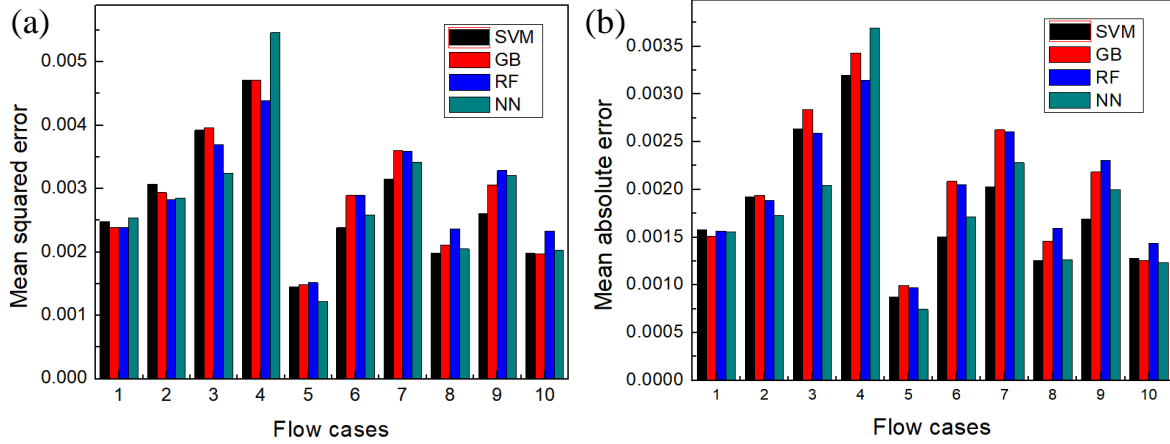 (a)
SVM
GB
RF
NN
Mean squared error
0.005
0.004
0.003
0.002
0.001
0.000
1 2 3 4 5 6 7 8 9 10
Flow cases
(b)
SVM
GB
RF
NN
Mean absolute error
0.0035
0.0030
0.0025
0.0020
0.0015
0.0010
0.0005
0.0000
1 2 3 4 5 6 7 8 9 10
Flow cases